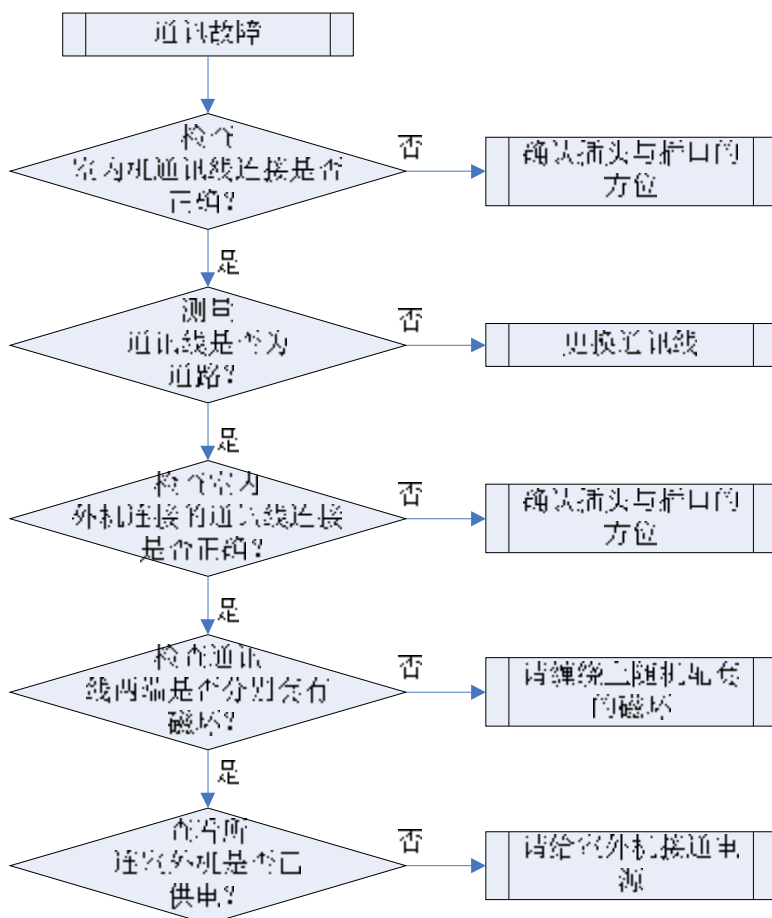 通讯故障
检查
室内机通讯线连接是否
正确?
否
确认插头与插口的
方位
是
测量
通讯线是否为
通路?
否
更换通讯线
是
检查室内
外机连接的通讯线连接
是否正确?
否
确认插头与插口的
方位
是
检查通讯
线两端是否分别套有
磁环?
否
请缠绕上随机配套
的磁环
是
查看所
连室外机是否已
供电?
否
请给室外机接通电
源